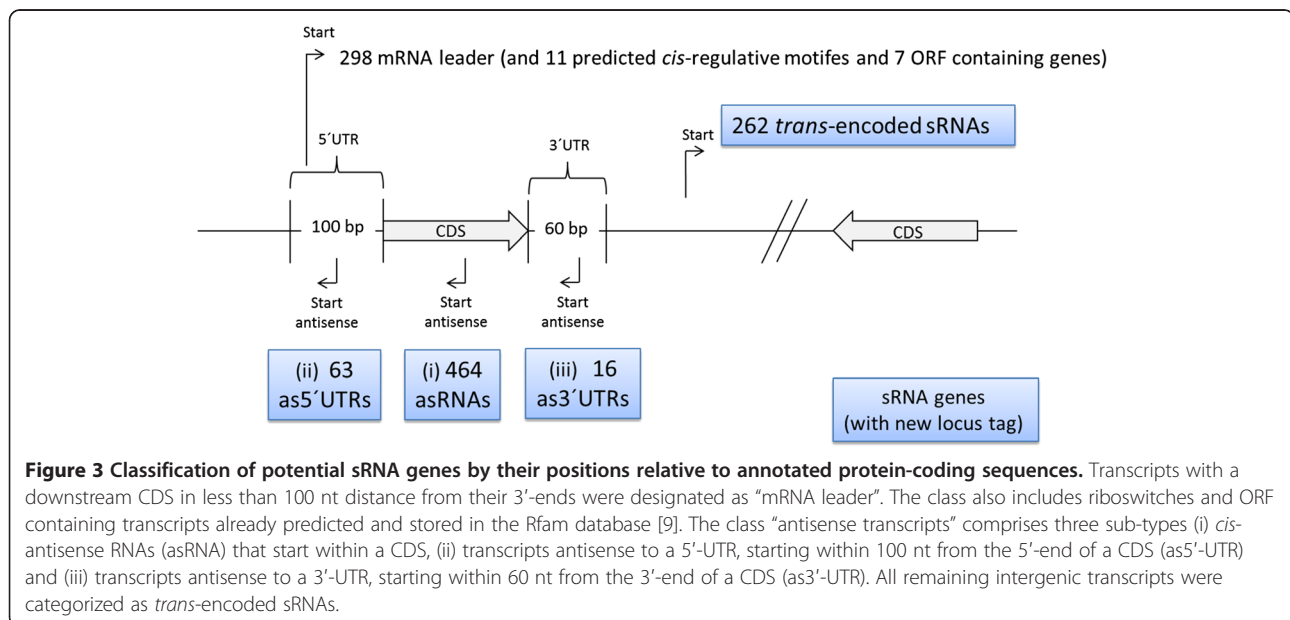 Start
298 mRNA leader (and 11 predicted cis-regulative motifes and 7 ORF containing genes)
262 trans-encoded sRNAs
Start
5´UTR
3´UTR
100 bp
CDS
60 bp
CDS
Start
antisense
Start
antisense
Start
antisense
(ii) 63
as5´UTRs
(i) 464
asRNAs
(iii) 16
as3´UTRs
sRNA genes
(with new locus tag)
Figure 3 Classification of potential sRNA genes by their positions relative to annotated protein-coding sequences. Transcripts with a
downstream CDS in less than 100 nt distance from their 3′-ends were designated as “mRNA leader”. The class also includes riboswitches and ORF
containing transcripts already predicted and stored in the Rfam database [9]. The class “antisense transcripts” comprises three sub-types (i) cis-
antisense RNAs (asRNA) that start within a CDS, (ii) transcripts antisense to a 5′-UTR, starting within 100 nt from the 5′-end of a CDS (as5′-UTR)
and (iii) transcripts antisense to a 3′-UTR, starting within 60 nt from the 3′-end of a CDS (as3′-UTR). All remaining intergenic transcripts were
categorized as trans-encoded sRNAs.